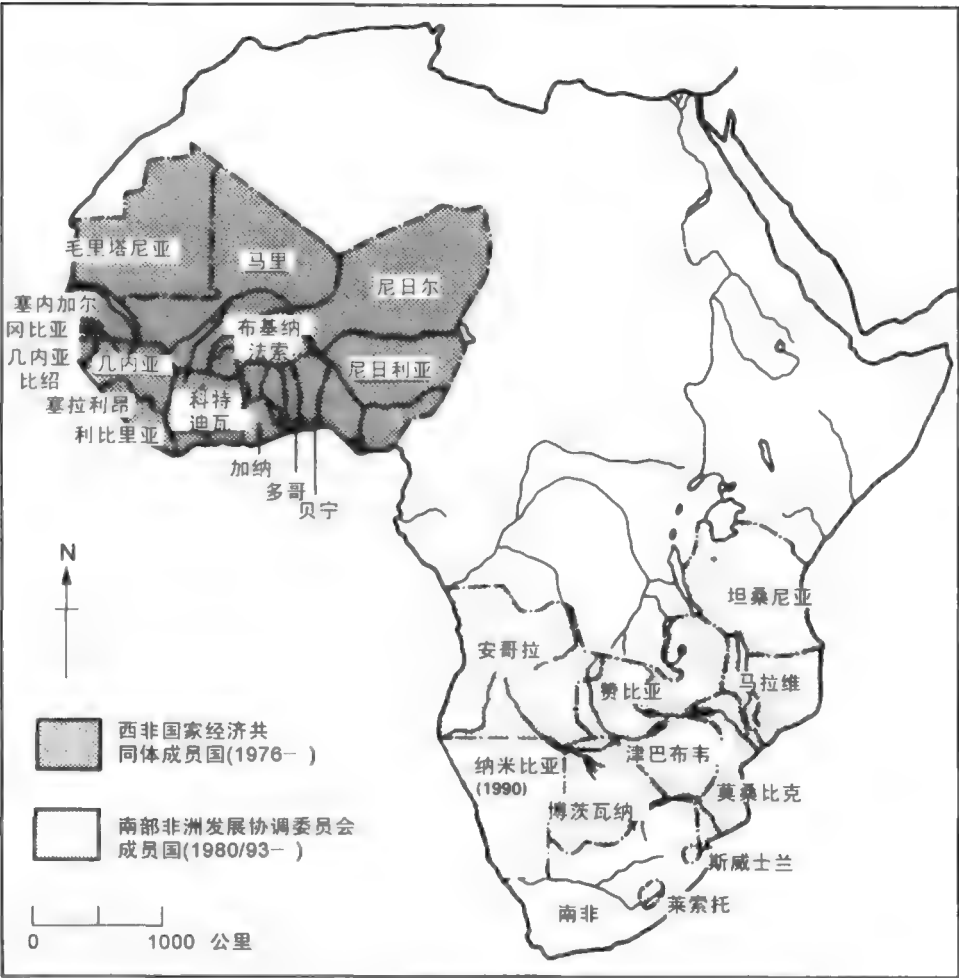 毛里塔尼亚
马里
尼日尔
塞内加尔
冈比亚
布基纳
法索
几内亚
比绍
几内亚
尼日利亚
塞拉利昂
科特
迪瓦
利比里亚
加纳
多哥
贝宁
N
坦桑尼亚
安哥拉
赞比亚
马拉维
西非国家经济共
同体成员国(1976— )
纳米比亚
(1990)
津巴布韦
博茨瓦纳
莫桑比克
南部非洲发展协调委员会
成员国(1980/93— )
斯威士兰
莱索托
南非
0
1000 公里